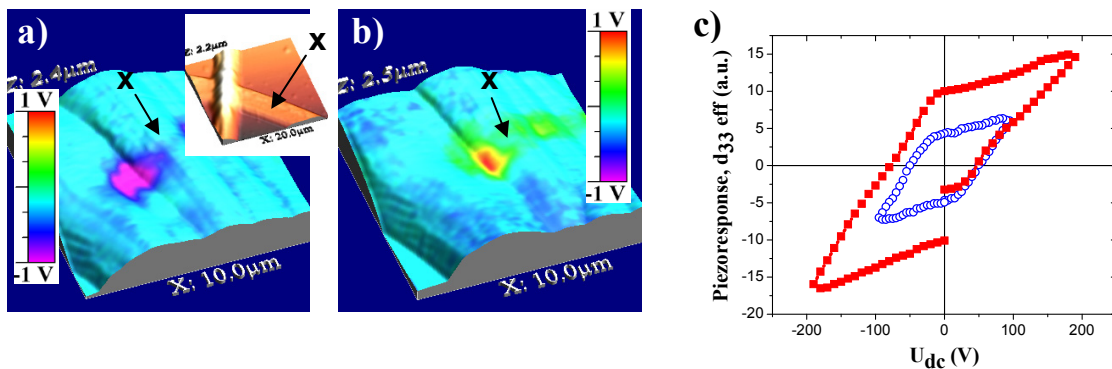 a)
1 V
-1 V
Z: 2.4µm
X
X: 10.0µm
Z: 2.2µm
X
X: 20.0µm
b)
1 V
-1 V
Z: 2.5µm
X
X: 10.0µm
c)
Piezoresponse, d33 eff (a.u.)
15
10
5
0
-5
-10
-15
-20
-200
-100
0
100
200
Udc (V)